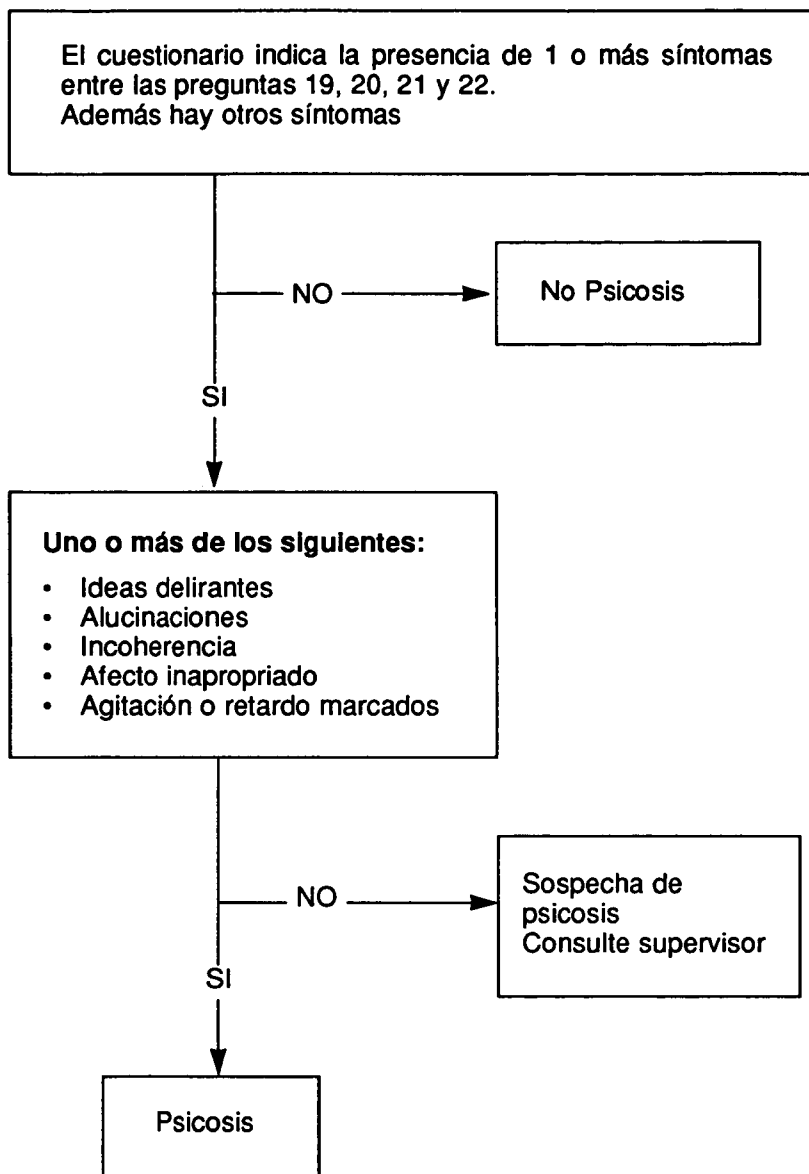 El cuestionario indica la presencia de 1 o más síntomas
entre las preguntas 19, 20, 21 y 22.
Además hay otros síntomas
NO
No Psicosis
SI
Uno o más de los siguientes:
• Ideas delirantes
• Alucinaciones
• Incoherencia
• Afecto inapropriado
• Agitación o retardo marcados
NO
Sospecha de
psicosis
Consulte supervisor
SI
Psicosis